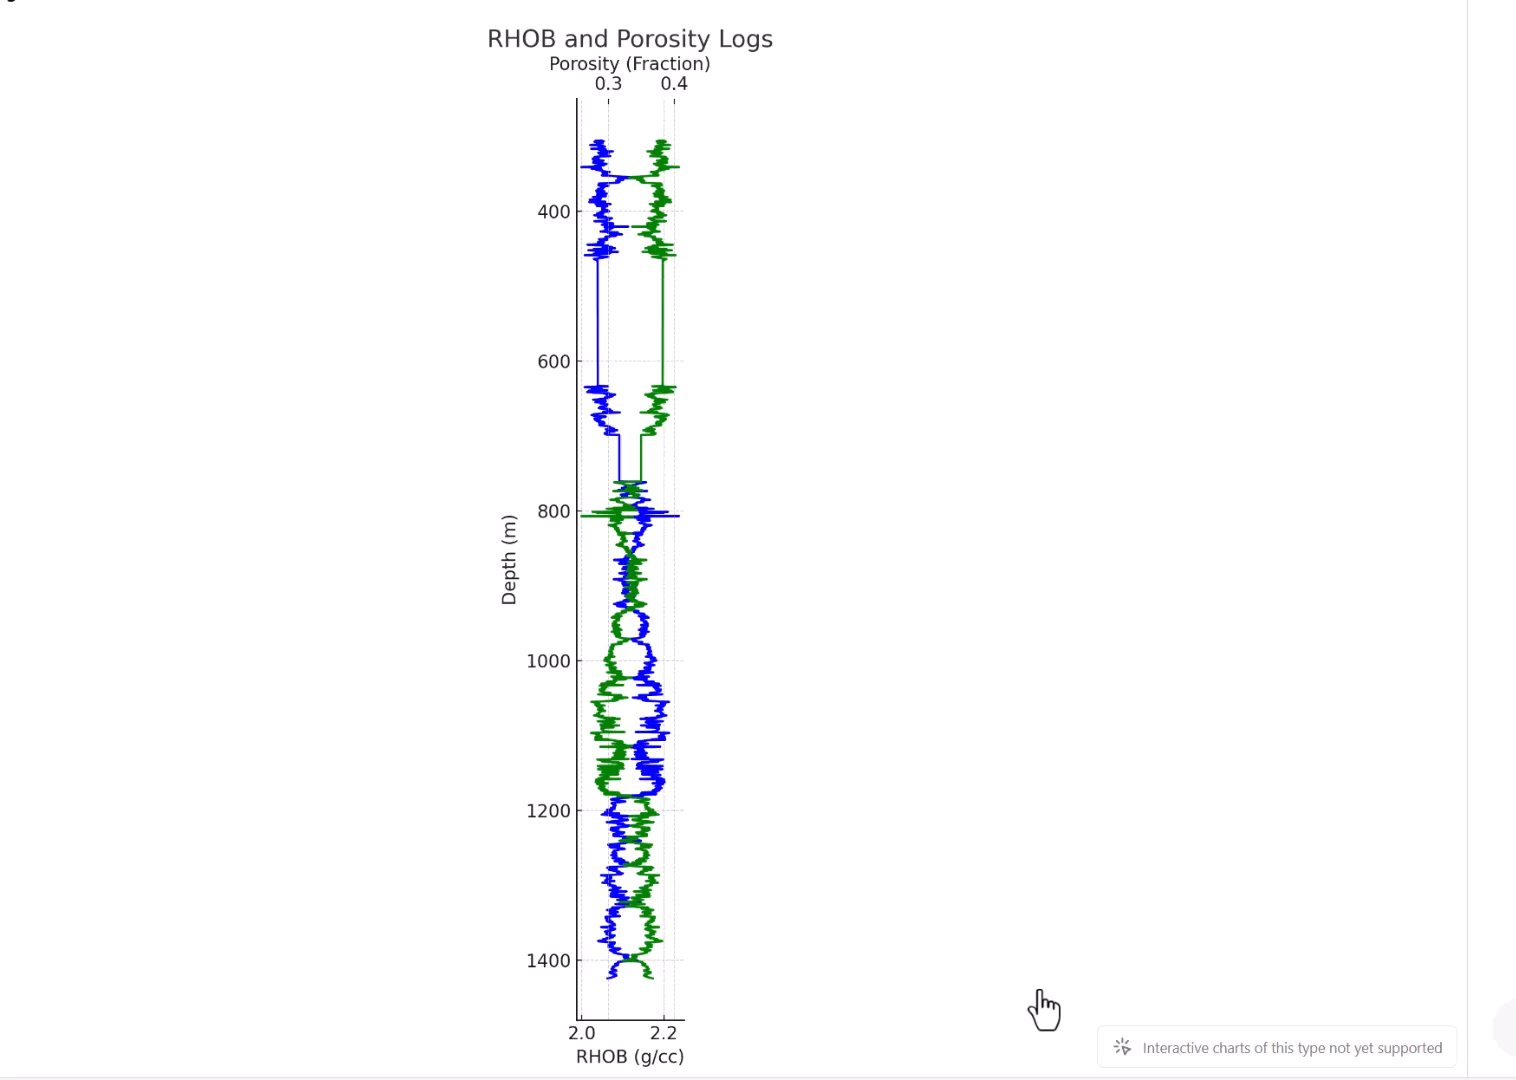 RHOB and Porosity Logs
Porosity (Fraction)
0.3 0.4
400
600
800
Depth (m)
1000
1200
1400
2.0 2.2
RHOB (g/cc)
Interactive charts of this type not yet supported